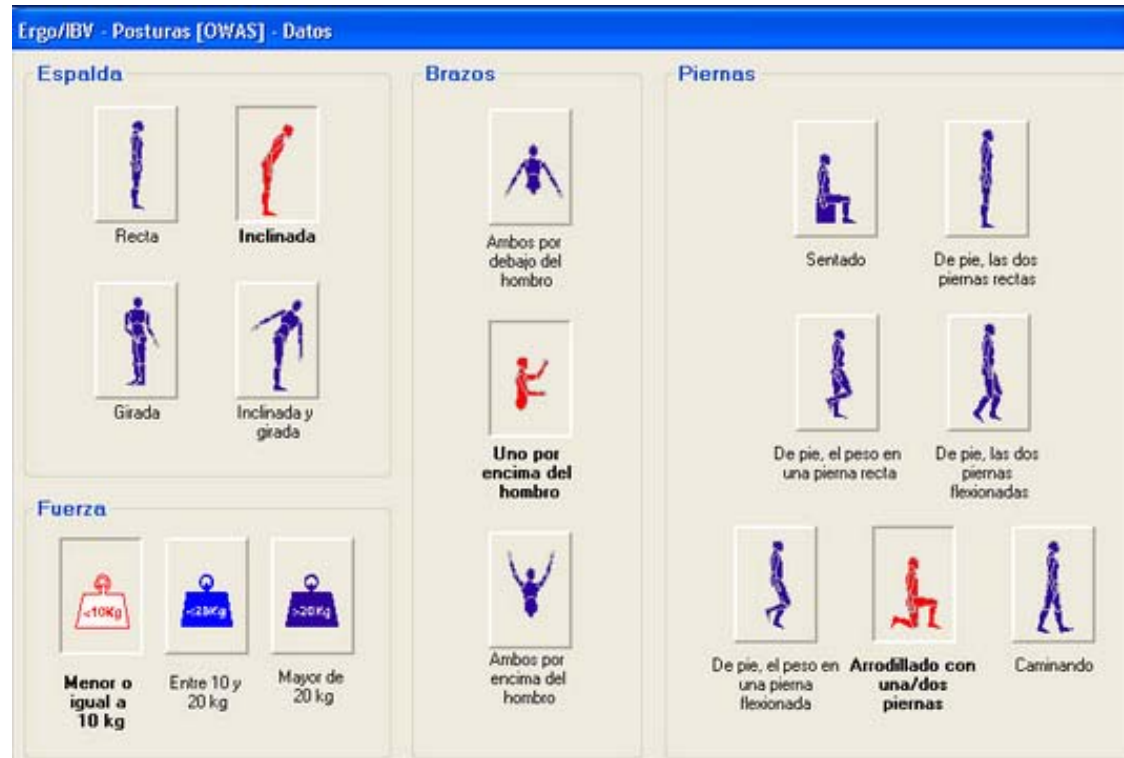 Ergo/IBV - Posturas [OWAS] - Datos
Espalda
Recta
Inclinada
Girada
Inclinada y
girada
Fuerza
<10Kg
<20Kg
>20Kg
Menor o
igual a
10 kg
Entre 10 y
20 kg
Mayor de
20 kg
Brazos
Ambos por
debajo del
hombro
Uno por
encima del
hombro
Ambos por
encima del
hombro
Piernas
Sentado
De pie, las dos
piernas rectas
De pie, el peso en
una pierna recta
De pie, las dos
piernas
flexionadas
De pie, el peso en
una pierna
flexionada
Arrodillado con
una/dos
piernas
Caminando